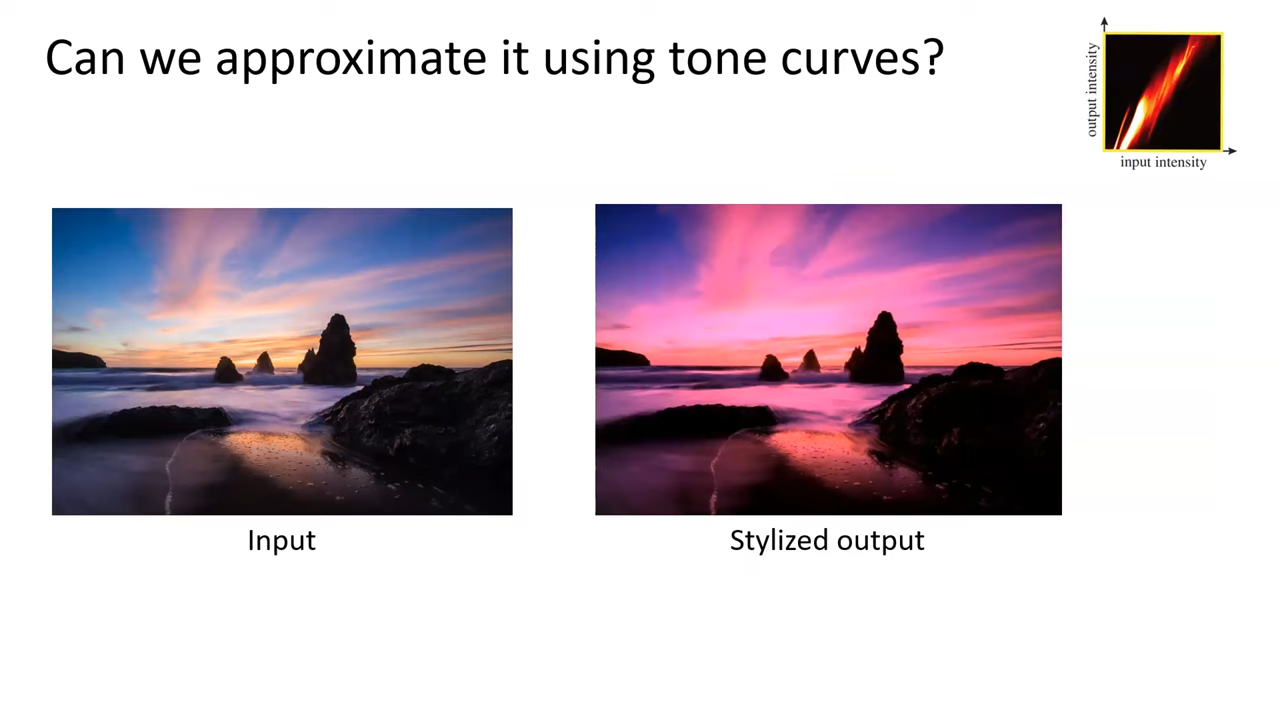 Can we approximate it using tone curves?
output intensity
input intensity
Input
Stylized output